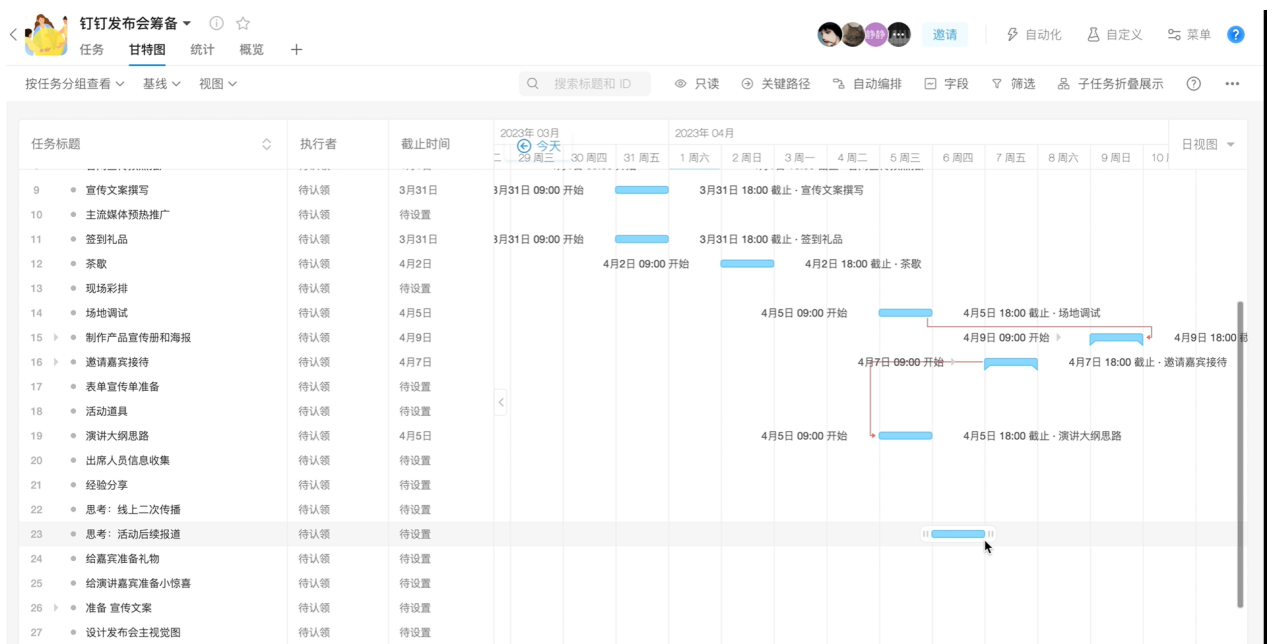 钉钉发布会筹备
任务 甘特图 统计 概览
静静
邀请 自动化 自定义 菜单 ?
按任务分组查看 基线 视图 搜索标题和 ID 只读 关键路径 自动编排 字段 筛选 子任务折叠展示 ?
任务标题 执行者 截止时间
2023年 03月 2023年 04月
今天
日视图
二 29 周三 30 周四 31 周五 1 周六 2 周日 3 周一 4 周二 5 周三 6 周四 7 周五 8 周六 9 周日 10
9 宣传文案撰写 待认领 3月31日 3月31日 09:00 开始 3月31日 18:00 截止 · 宣传文案撰写
10 主流媒体预热推广 待认领 待设置
11 签到礼品 待认领 3月31日 3月31日 09:00 开始 3月31日 18:00 截止 · 签到礼品
12 茶歇 待认领 4月2日 4月2日 09:00 开始 4月2日 18:00 截止 · 茶歇
13 现场彩排 待认领 待设置
14 场地调试 待认领 4月5日 4月5日 09:00 开始 4月5日 18:00 截止 · 场地调试
15 制作产品宣传册和海报 待认领 4月9日 4月9日 09:00 开始 4月9日 18:00
16 邀请嘉宾接待 待认领 4月7日 4月7日 09:00 开始 4月7日 18:00 截止 · 邀请嘉宾接待
17 表单宣传单准备 待认领 待设置
18 活动道具 待认领 待设置
19 演讲大纲思路 待认领 4月5日 4月5日 09:00 开始 4月5日 18:00 截止 · 演讲大纲思路
20 出席人员信息收集 待认领 待设置
21 经验分享 待认领 待设置
22 思考：线上二次传播 待认领 待设置
23 思考：活动后续报道 待认领 待设置
24 给嘉宾准备礼物 待认领 待设置
25 给演讲嘉宾准备小惊喜 待认领 待设置
26 准备 宣传文案 待认领 待设置
27 设计发布会主视觉图 待认领 待设置